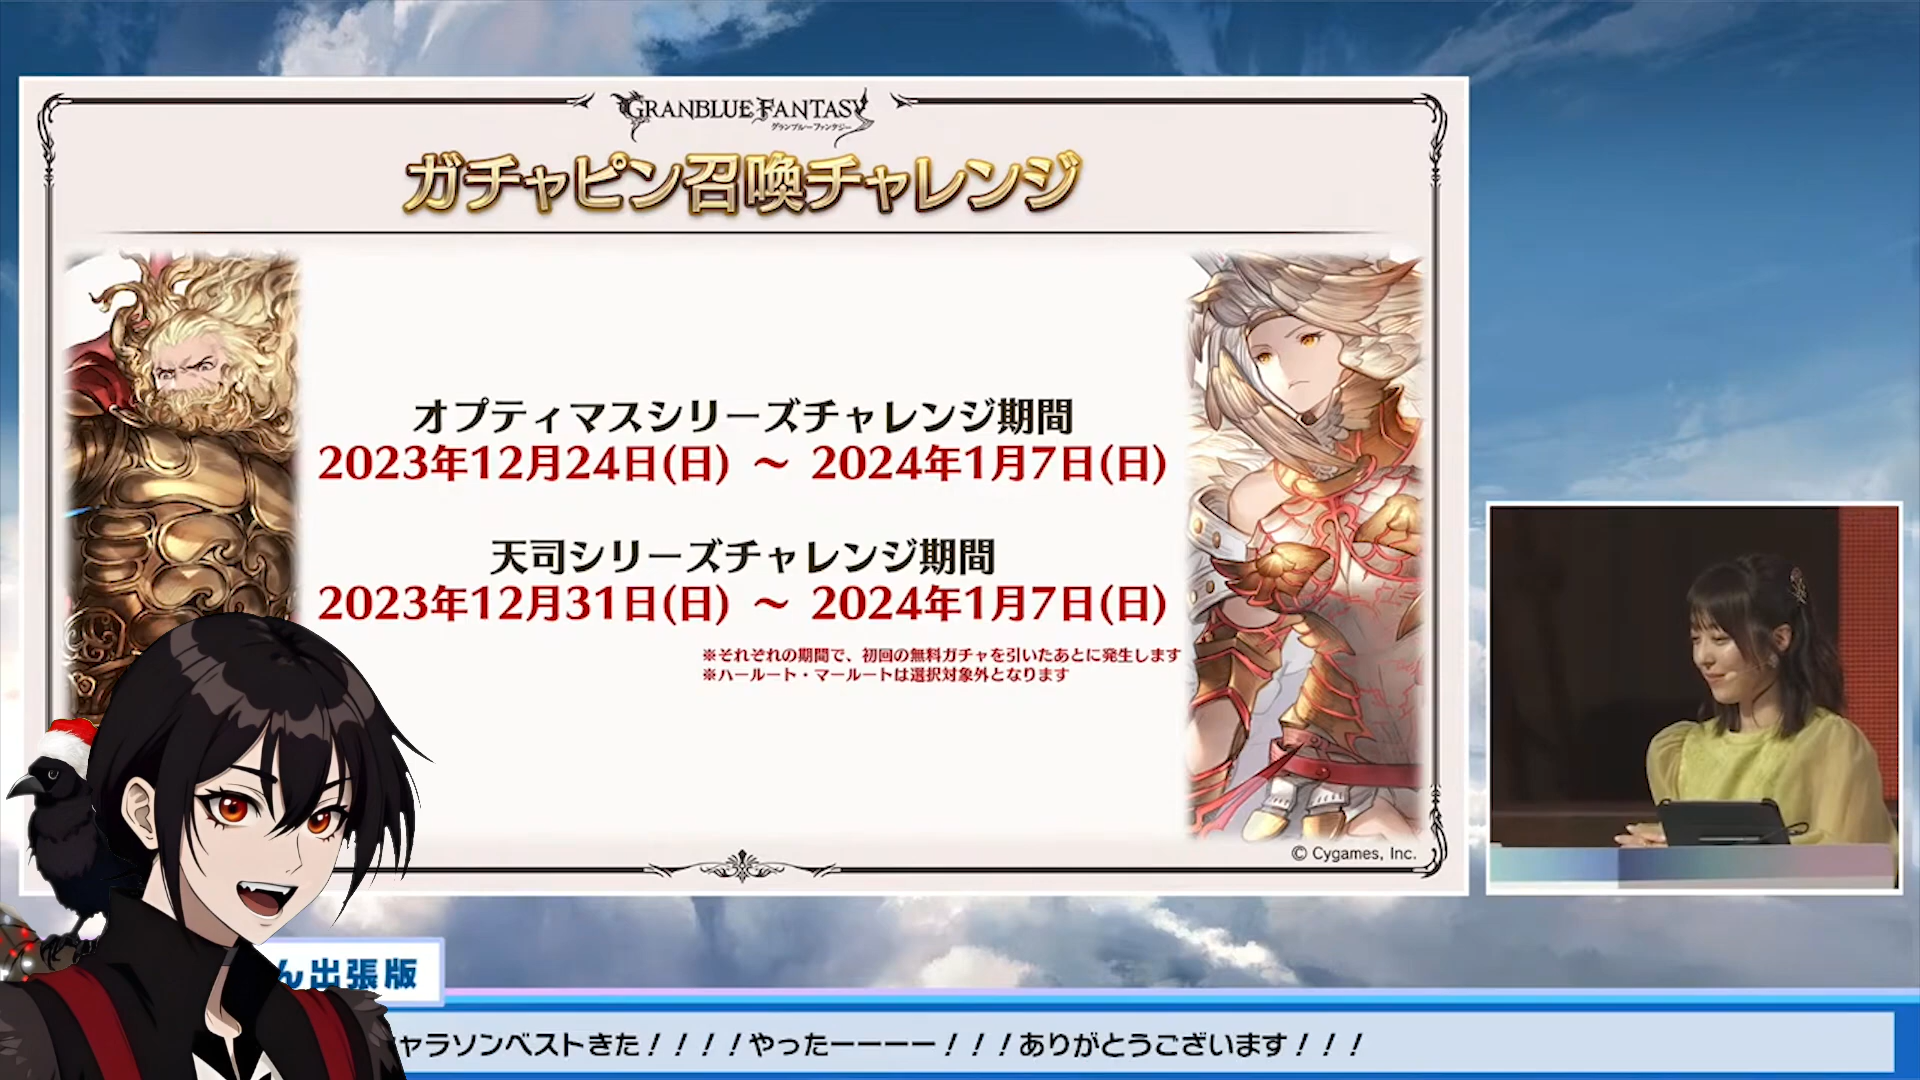 GRANBLUE FANTASY
グランブルーファンタジー
ガチャピン召喚チャレンジ
オプティマスシリーズチャレンジ期間
2023年12月24日(日) ～ 2024年1月7日(日)
天司シリーズチャレンジ期間
2023年12月31日(日) ～ 2024年1月7日(日)
※それぞれの期間で、初回の無料ガチャを引いたあとに発生します
※ハールート・マールートは選択対象外となります
© Cygames, Inc.
ん出張版
ャラソンベストきた！！！！やったーーーー！！！ありがとうございます！！！